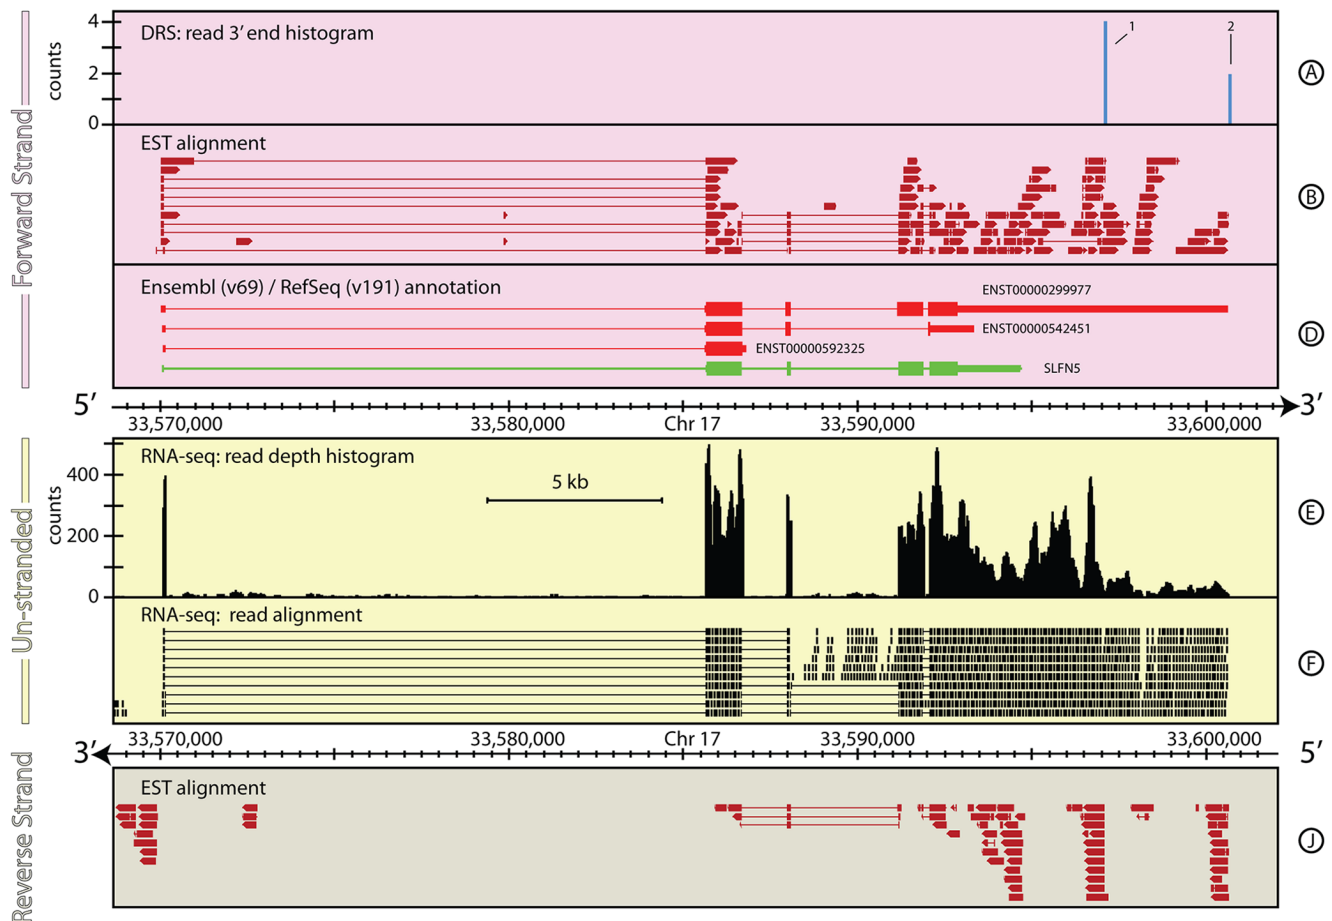 4
DRS: read 3′ end histogram
1
2
counts
2
0
A
EST alignment
B
Forward Strand
Ensembl (v69) / RefSeq (v191) annotation
ENST00000299977
ENST00000542451
ENST00000592325
SLFN5
D
5′
3′
33,570,000 33,580,000 Chr 17 33,590,000 33,600,000
RNA-seq: read depth histogram
400
5 kb
counts
200
0
E
Un-stranded
RNA-seq: read alignment
F
33,570,000 33,580,000 Chr 17 33,590,000 33,600,000
3′
5′
EST alignment
Reverse Strand
J